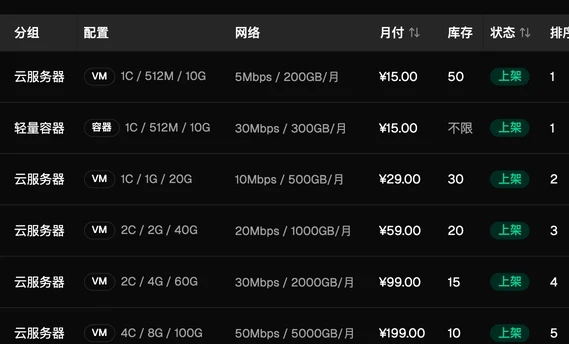 分组 配置 网络 月付 库存 状态 排序
云服务器 VM 1C / 512M / 10G 5Mbps / 200GB/月 ¥15.00 50 上架 1
轻量容器 容器 1C / 512M / 10G 30Mbps / 300GB/月 ¥15.00 不限 上架 1
云服务器 VM 1C / 1G / 20G 10Mbps / 500GB/月 ¥29.00 30 上架 2
云服务器 VM 2C / 2G / 40G 20Mbps / 1000GB/月 ¥59.00 20 上架 3
云服务器 VM 2C / 4G / 60G 30Mbps / 2000GB/月 ¥99.00 15 上架 4
云服务器 VM 4C / 8G / 100G 50Mbps / 5000GB/月 ¥199.00 10 上架 5